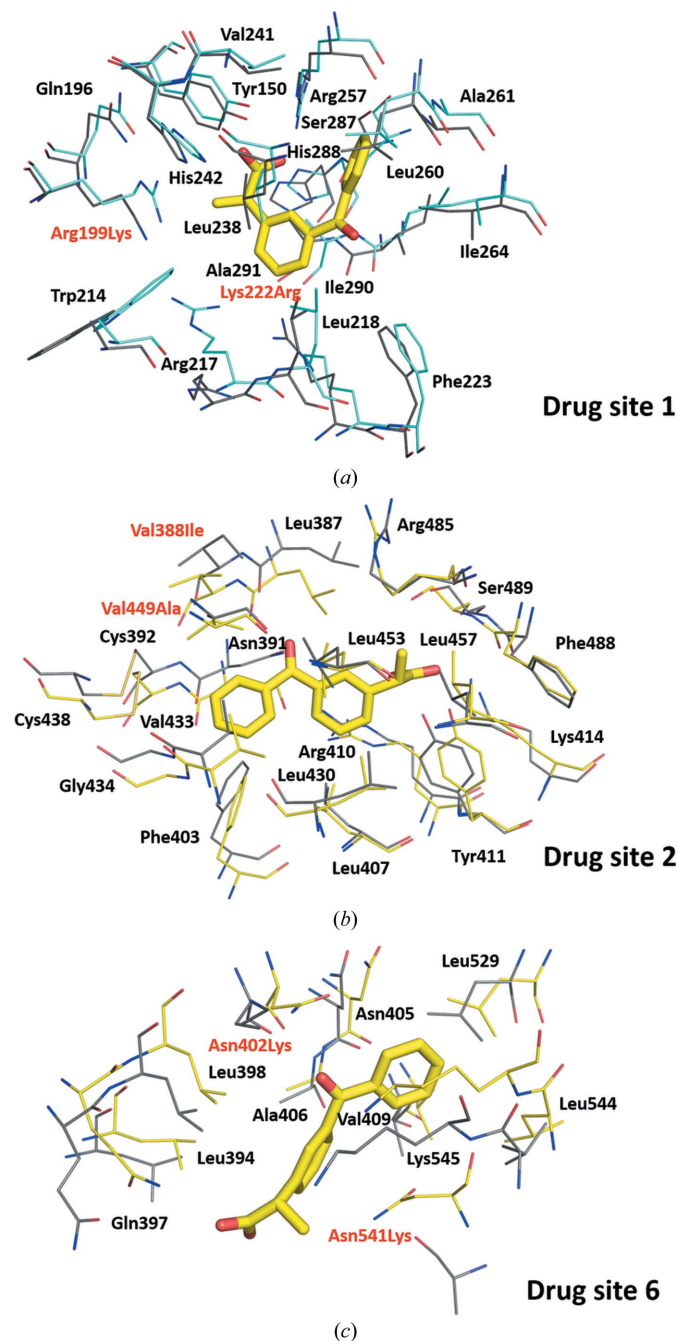 Val241
Gln196
Tyr150
Arg257
Ser287
Ala261
His288
His242
Leu260
Arg199Lys
Leu238
Ile264
Ala291
Lys222Arg
Ile290
Trp214
Leu218
Arg217
Phe223
Drug site 1
(a)
Val388Ile
Leu387
Arg485
Ser489
Val449Ala
Cys392
Asn391
Leu453
Leu457
Phe488
Cys438
Val433
Lys414
Arg410
Gly434
Leu430
Phe403
Tyr411
Leu407
Drug site 2
(b)
Leu529
Asn405
Asn402Lys
Leu398
Ala406
Val409
Leu544
Leu394
Lys545
Gln397
Asn541Lys
Drug site 6
(c)